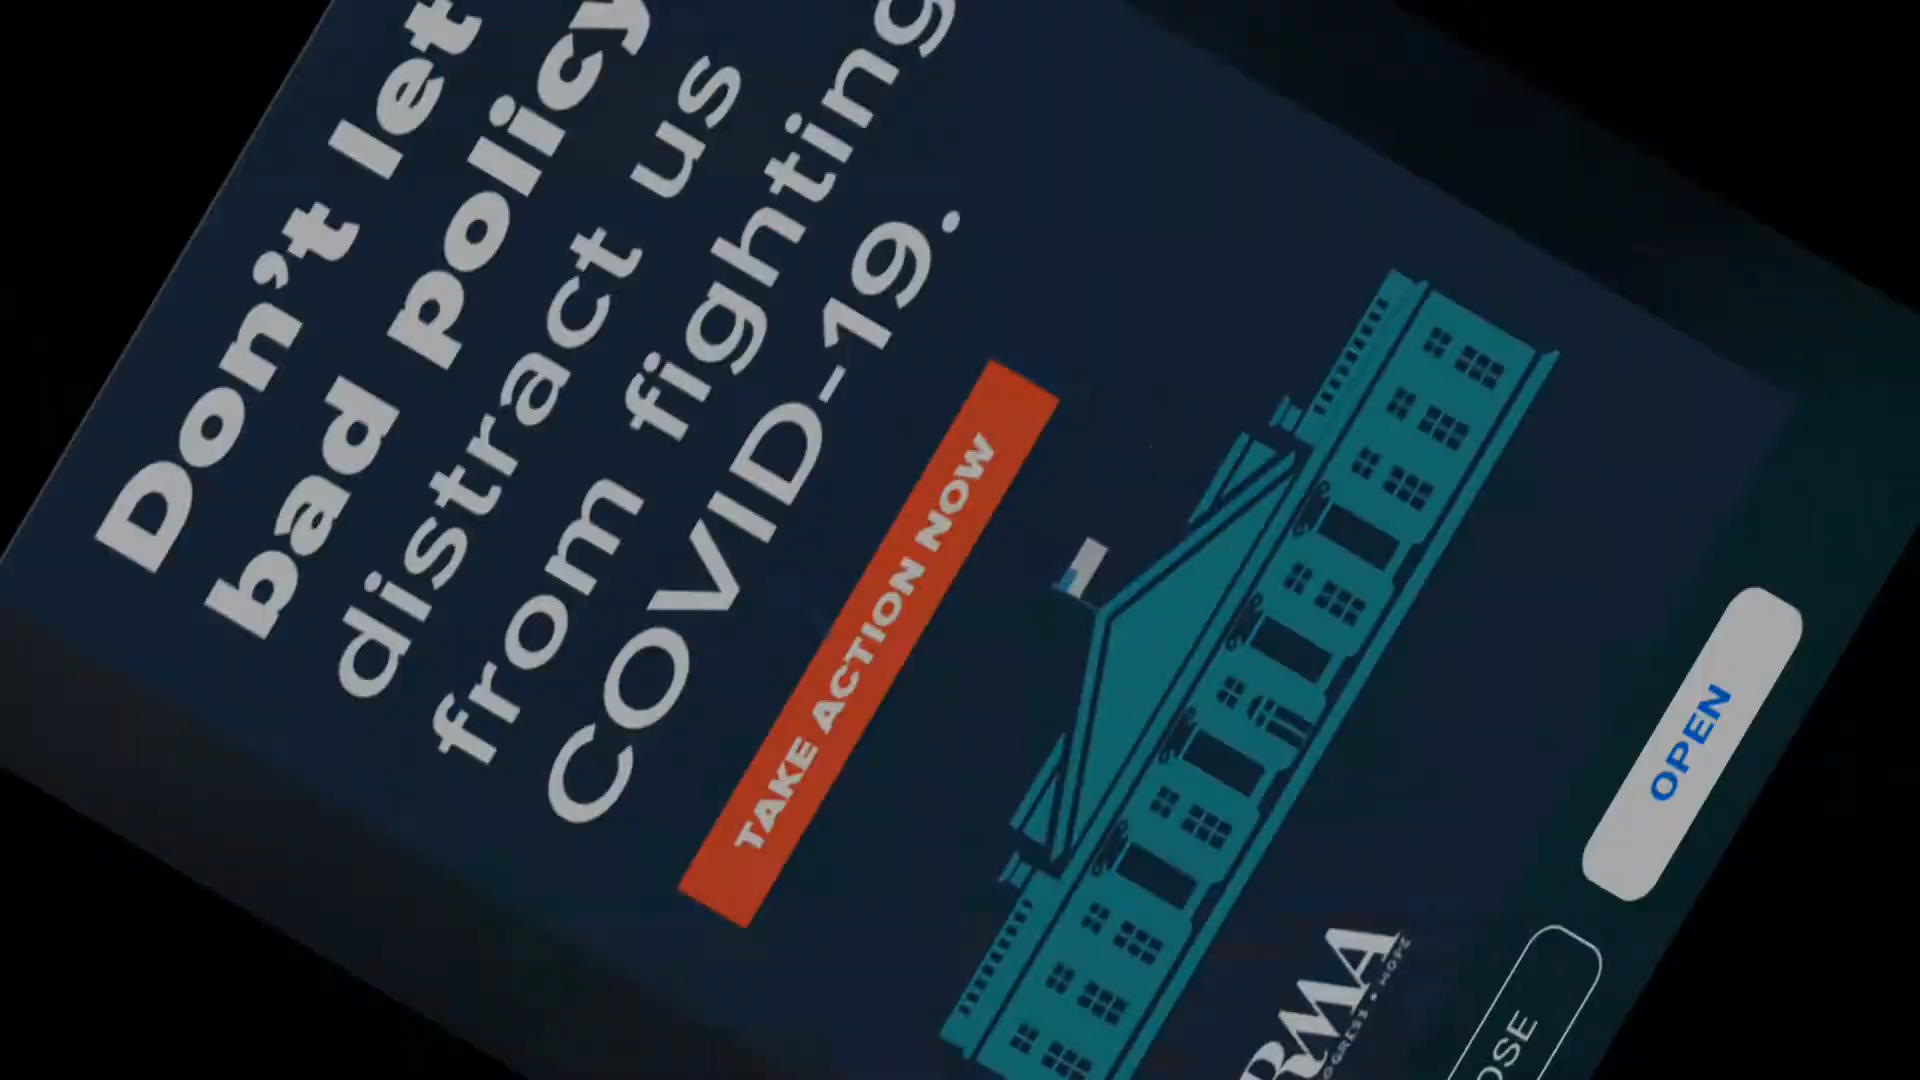 Don't let
bad policy
distract us
from fighting
COVID-19.
TAKE ACTION NOW
OPEN